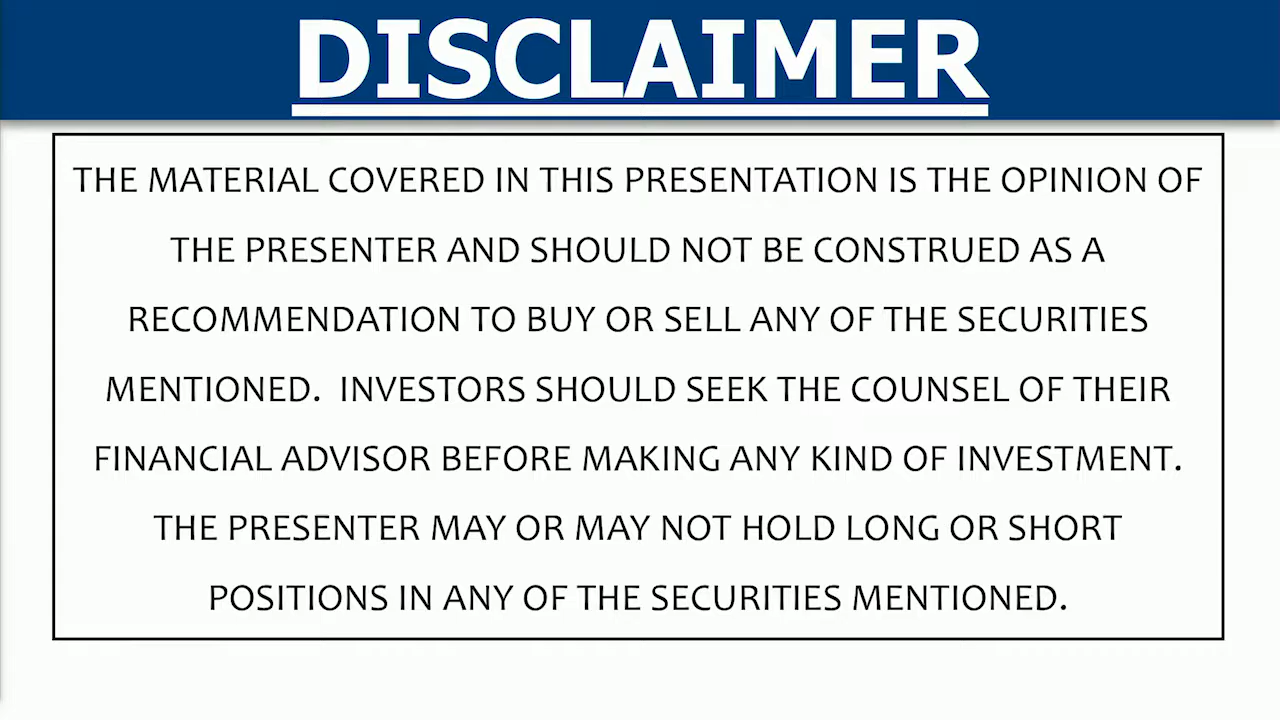 DISCLAIMER
THE MATERIAL COVERED IN THIS PRESENTATION IS THE OPINION OF
THE PRESENTER AND SHOULD NOT BE CONSTRUED AS A
RECOMMENDATION TO BUY OR SELL ANY OF THE SECURITIES
MENTIONED.  INVESTORS SHOULD SEEK THE COUNSEL OF THEIR
FINANCIAL ADVISOR BEFORE MAKING ANY KIND OF INVESTMENT.
THE PRESENTER MAY OR MAY NOT HOLD LONG OR SHORT
POSITIONS IN ANY OF THE SECURITIES MENTIONED.